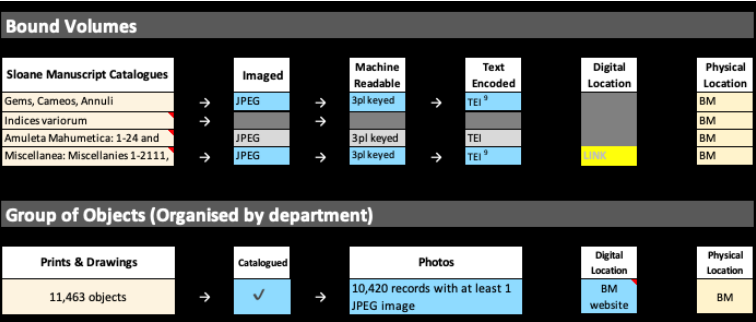 Bound Volumes
Sloane Manuscript Catalogues Imaged Machine Readable Text Encoded Digital Location Physical Location
Gems, Cameos, Annuli → JPEG → 3pl keyed → TEI 9 BM
Indices variorum → → BM
Amuleta Mahumetica: 1-24 and JPEG 3pl keyed TEI BM
Miscellanea: Miscellanies 1-2111, → JPEG → 3pl keyed → TEI 9 LINK BM
Group of Objects (Organised by department)
Prints & Drawings Catalogued Photos Digital Location Physical Location
11,463 objects → ✓ → 10,420 records with at least 1 JPEG image BM website BM